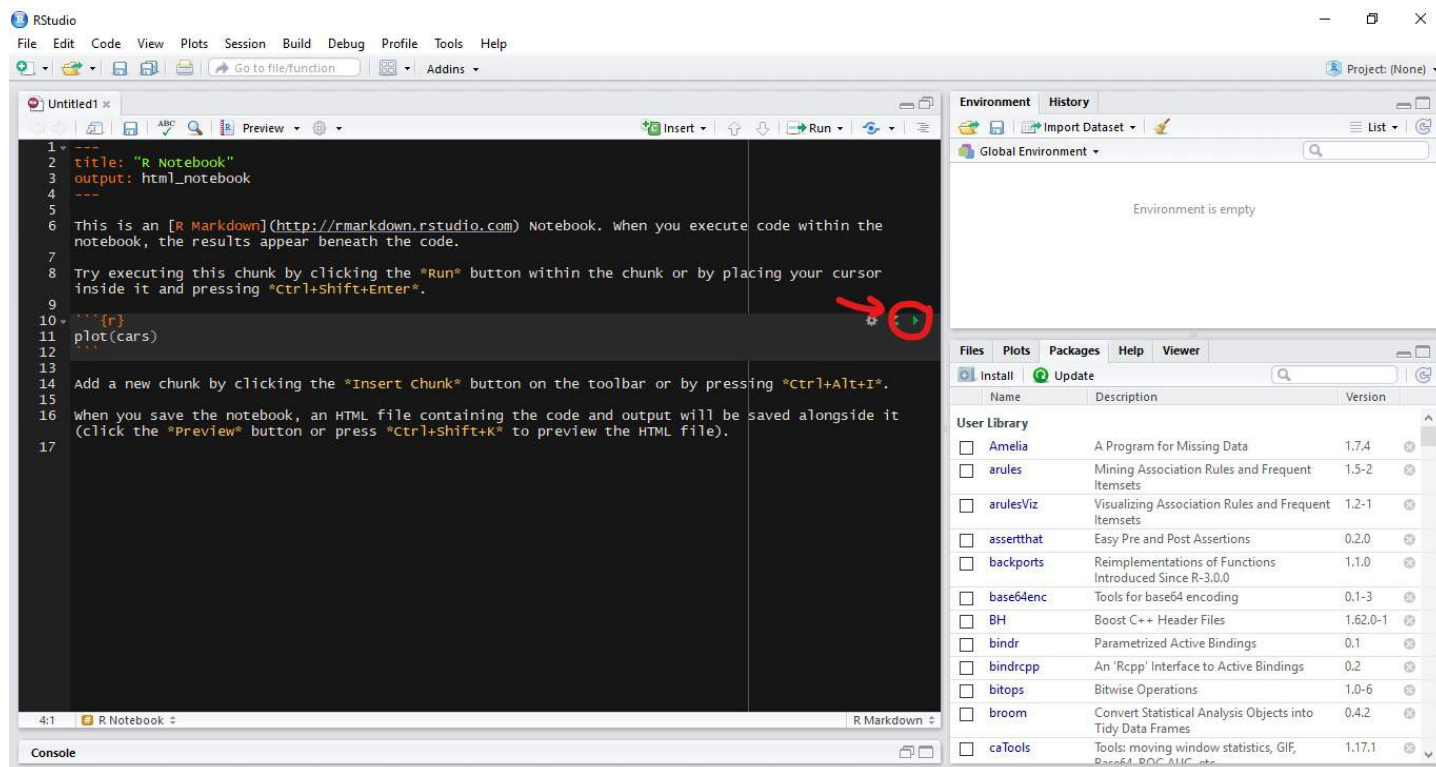 RStudio
File Edit Code View Plots Session Build Debug Profile Tools Help
Go to file/function Addins Project: (None)
Untitled1
ABC Preview Insert Run
1 ---
2 title: "R Notebook"
3 output: html_notebook
4 ---
5
6 This is an [R Markdown](http://rmarkdown.rstudio.com) Notebook. When you execute code within the
notebook, the results appear beneath the code.
7
8 Try executing this chunk by clicking the *Run* button within the chunk or by placing your cursor
inside it and pressing *Ctrl+Shift+Enter*.
9
10 ```{r}
11 plot(cars)
12 ```
13
14 Add a new chunk by clicking the *Insert Chunk* button on the toolbar or by pressing *Ctrl+Alt+I*.
15
16 When you save the notebook, an HTML file containing the code and output will be saved alongside it
(click the *Preview* button or press *Ctrl+Shift+K* to preview the HTML file).
17
4:1 R Notebook R Markdown
Console
Environment History
Import Dataset List
Global Environment
Environment is empty
Files Plots Packages Help Viewer
Install Update
Name Description Version
User Library
Amelia A Program for Missing Data 1.7.4
arules Mining Association Rules and Frequent 1.5-2
Itemsets
arulesViz Visualizing Association Rules and Frequent 1.2-1
Itemsets
assertthat Easy Pre and Post Assertions 0.2.0
backports Reimplementations of Functions 1.1.0
Introduced Since R-3.0.0
base64enc Tools for base64 encoding 0.1-3
BH Boost C++ Header Files 1.62.0-1
bindr Parametrized Active Bindings 0.1
bindrcpp An 'Rcpp' Interface to Active Bindings 0.2
bitops Bitwise Operations 1.0-6
broom Convert Statistical Analysis Objects into 0.4.2
Tidy Data Frames
caTools Tools: moving window statistics, GIF, 1.17.1
Base64, ROC AUC, etc.